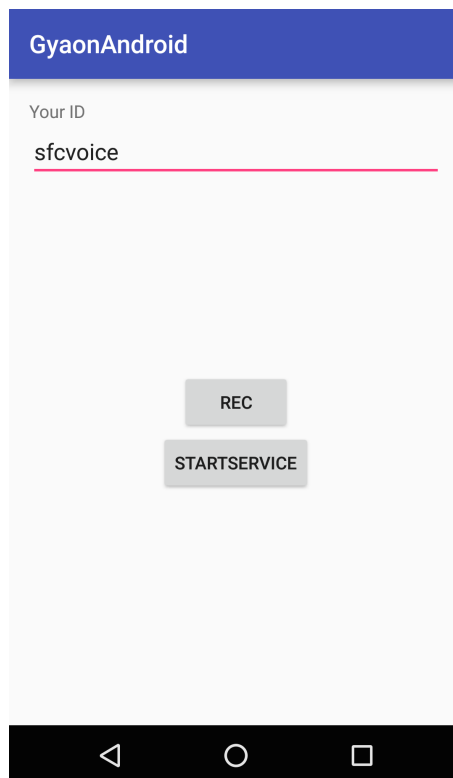 GyaonAndroid
Your ID
sfcvoice
REC
STARTSERVICE